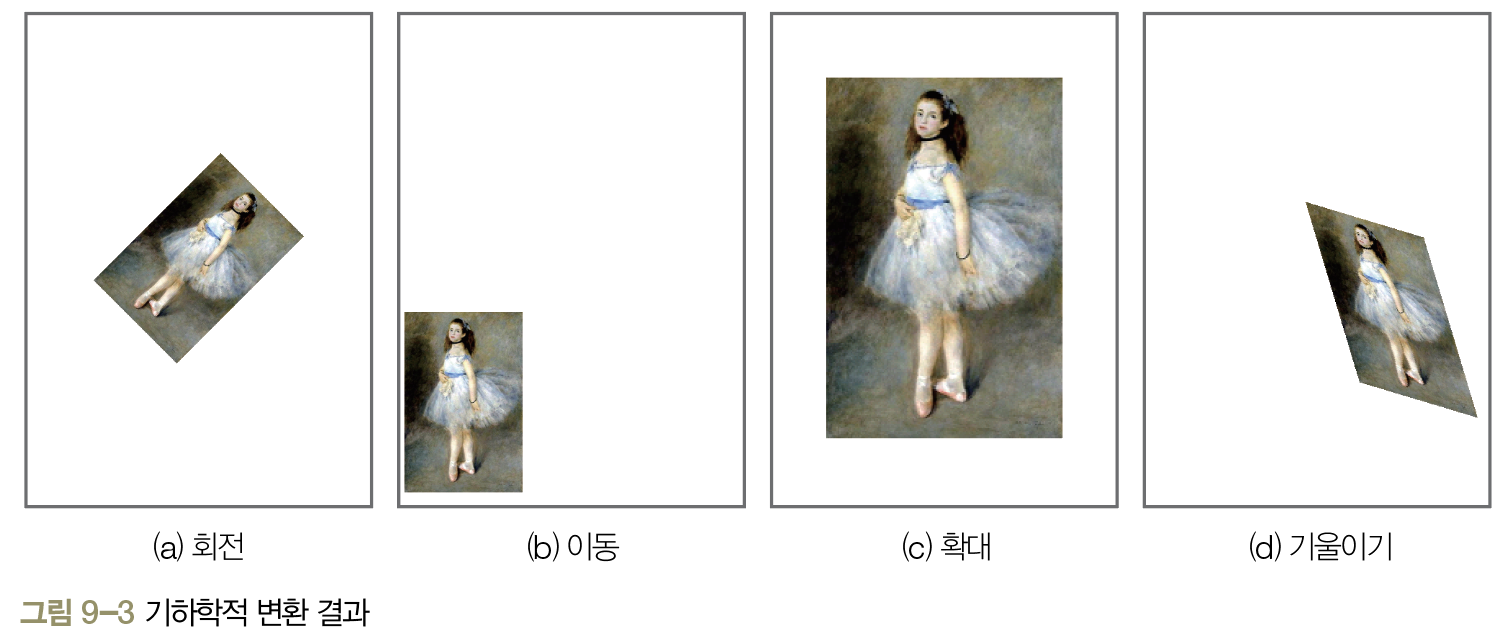 (a) 회전
(b) 이동
(c) 확대
(d) 기울이기
그림 9-3 기하학적 변환 결과